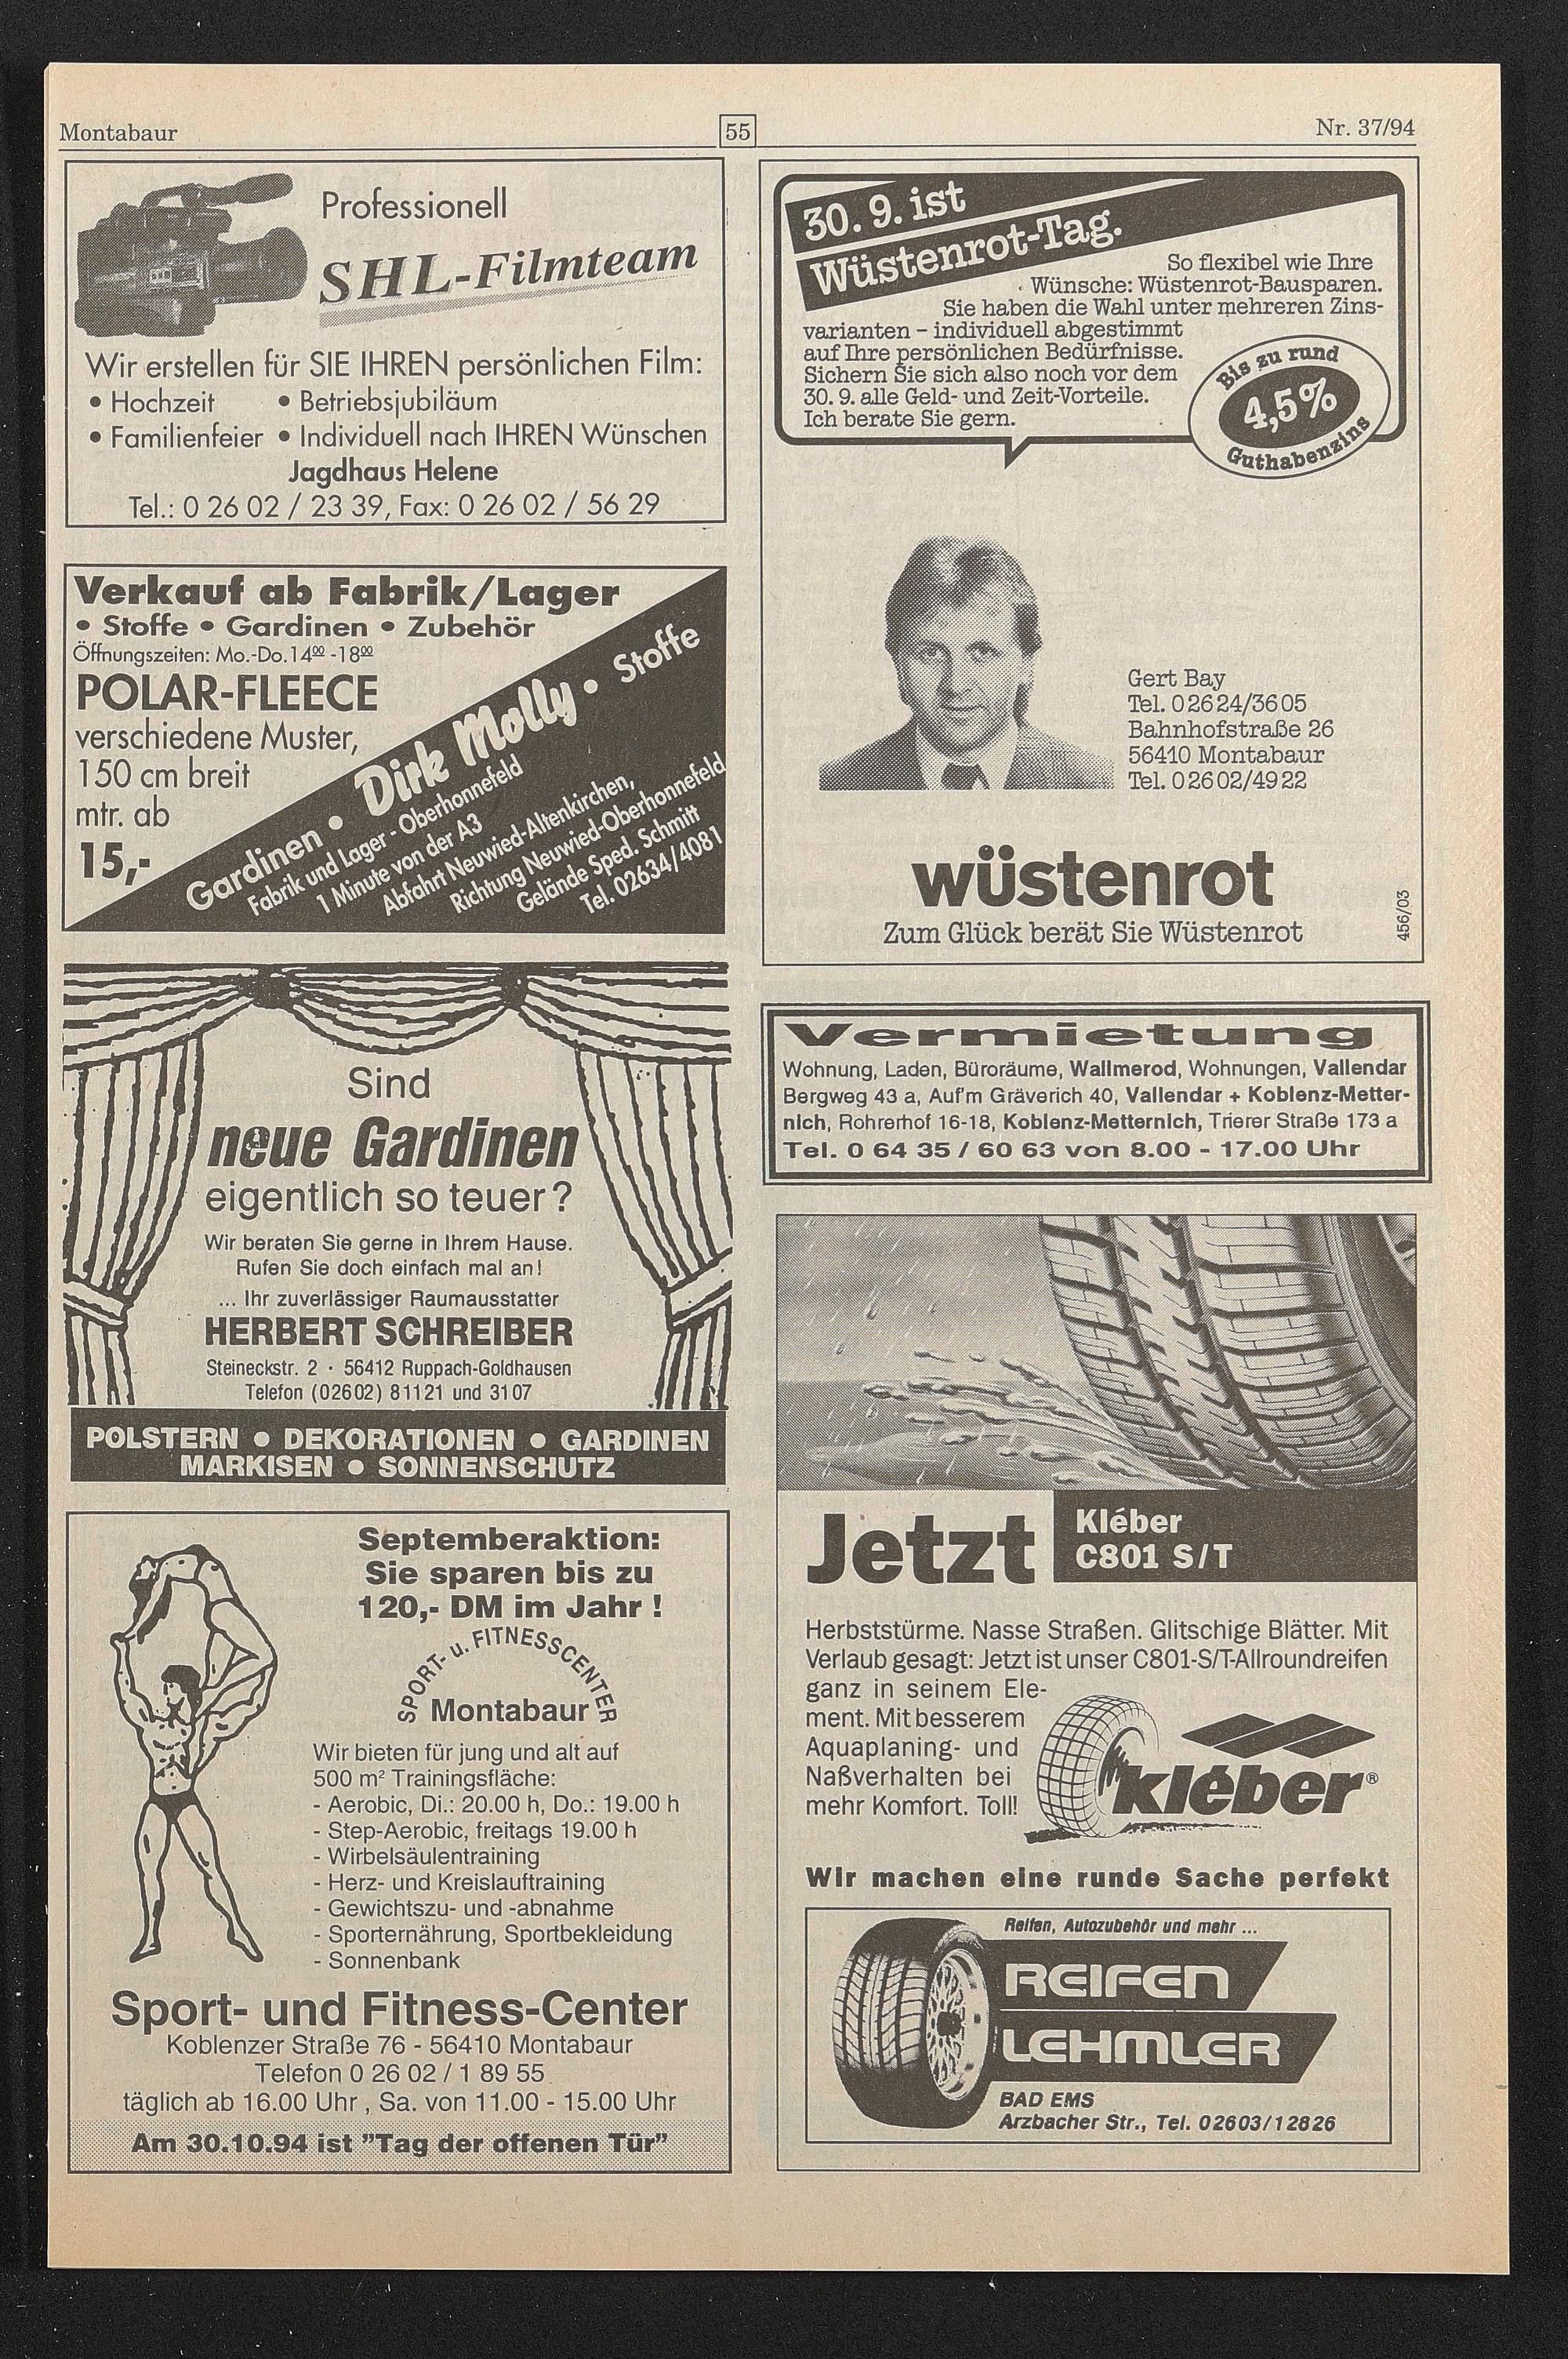 Montabaur
55
Nr. 37/94
Professionell
SHL-Filmteam
Wir erstellen für SIE IHREN persönlichen Film:
• Hochzeit • Betriebsjubiläum
• Familienfeier • Individuell nach IHREN Wünschen
Jagdhaus Helene
Tel.: 0 26 02 / 23 39, Fax: 0 26 02 / 56 29
Verkauf ab Fabrik/Lager
• Stoffe • Gardinen • Zubehör
Öffnungszeiten: Mo.-Do. 14⁰⁰ -18⁰⁰
POLAR-FLEECE
verschiedene Muster,
150 cm breit
mtr. ab
15,-
Gardinen • Dirk Molly • Stoffe
Fabrik und Lager - Oberhonnefeld
1 Minute von der A3
Abfahrt Neuwied-Altenkirchen,
Richtung Neuwied-Oberhonnefeld
Gelände Sped. Schmitt
Tel. 02634/4081
Sind
neue Gardinen
eigentlich so teuer?
Wir beraten Sie gerne in Ihrem Hause.
Rufen Sie doch einfach mal an!
... Ihr zuverlässiger Raumausstatter
HERBERT SCHREIBER
Steineckstr. 2 · 56412 Ruppach-Goldhausen
Telefon (02602) 81121 und 3107
POLSTERN • DEKORATIONEN • GARDINEN
MARKISEN • SONNENSCHUTZ
Septemberaktion:
Sie sparen bis zu
120,- DM im Jahr !
SPORT- u. FITNESSCENTER
Montabaur
Wir bieten für jung und alt auf
500 m² Trainingsfläche:
- Aerobic, Di.: 20.00 h, Do.: 19.00 h
- Step-Aerobic, freitags 19.00 h
- Wirbelsäulentraining
- Herz- und Kreislauftraining
- Gewichtszu- und -abnahme
- Sporternährung, Sportbekleidung
- Sonnenbank
Sport- und Fitness-Center
Koblenzer Straße 76 - 56410 Montabaur
Telefon 0 26 02 / 1 89 55
täglich ab 16.00 Uhr , Sa. von 11.00 - 15.00 Uhr
Am 30.10.94 ist "Tag der offenen Tür"
30. 9. ist
Wüstenrot-Tag.
So flexibel wie Ihre
Wünsche: Wüstenrot-Bausparen.
Sie haben die Wahl unter mehreren Zins-
varianten – individuell abgestimmt
auf Ihre persönlichen Bedürfnisse.
Sichern Sie sich also noch vor dem
30. 9. alle Geld- und Zeit-Vorteile.
Ich berate Sie gern.
Bis zu rund
4,5%
Guthabenzins
Gert Bay
Tel. 02624/3605
Bahnhofstraße 26
56410 Montabaur
Tel. 02602/4922
wüstenrot
Zum Glück berät Sie Wüstenrot
456/03
Vermietung
Wohnung, Laden, Büroräume, Wallmerod, Wohnungen, Vallendar
Bergweg 43 a, Auf'm Gräverich 40, Vallendar + Koblenz-Metter-
nich, Rohrerhof 16-18, Koblenz-Metternich, Trierer Straße 173 a
Tel. 0 64 35 / 60 63 von 8.00 - 17.00 Uhr
Jetzt
Kléber
C801 S/T
Herbststürme. Nasse Straßen. Glitschige Blätter. Mit
Verlaub gesagt: Jetzt ist unser C801-S/T-Allroundreifen
ganz in seinem Ele-
ment. Mit besserem
Aquaplaning- und
Naßverhalten bei
mehr Komfort. Toll!
kléber®
Wir machen eine runde Sache perfekt
Reifen, Autozubehör und mehr ...
REIFEN
LEHMLER
BAD EMS
Arzbacher Str., Tel. 02603/12826